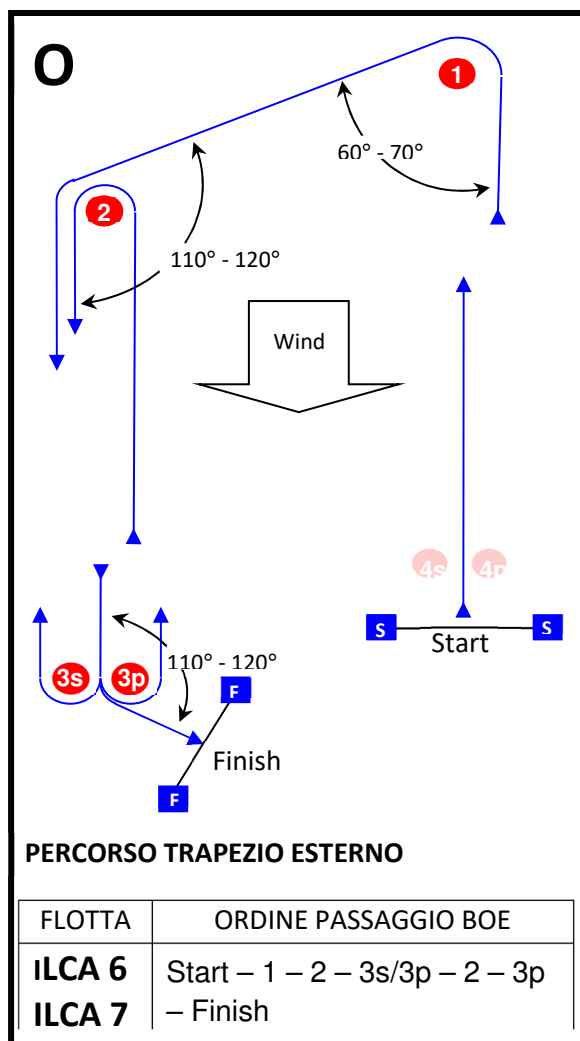 O
1
60° - 70°
2
110° - 120°
Wind
4s 4p
S S
Start
110° - 120°
3s 3p
F
Finish
F
PERCORSO TRAPEZIO ESTERNO
FLOTTA ORDINE PASSAGGIO BOE
ILCA 6 Start – 1 – 2 – 3s/3p – 2 – 3p
ILCA 7 – Finish